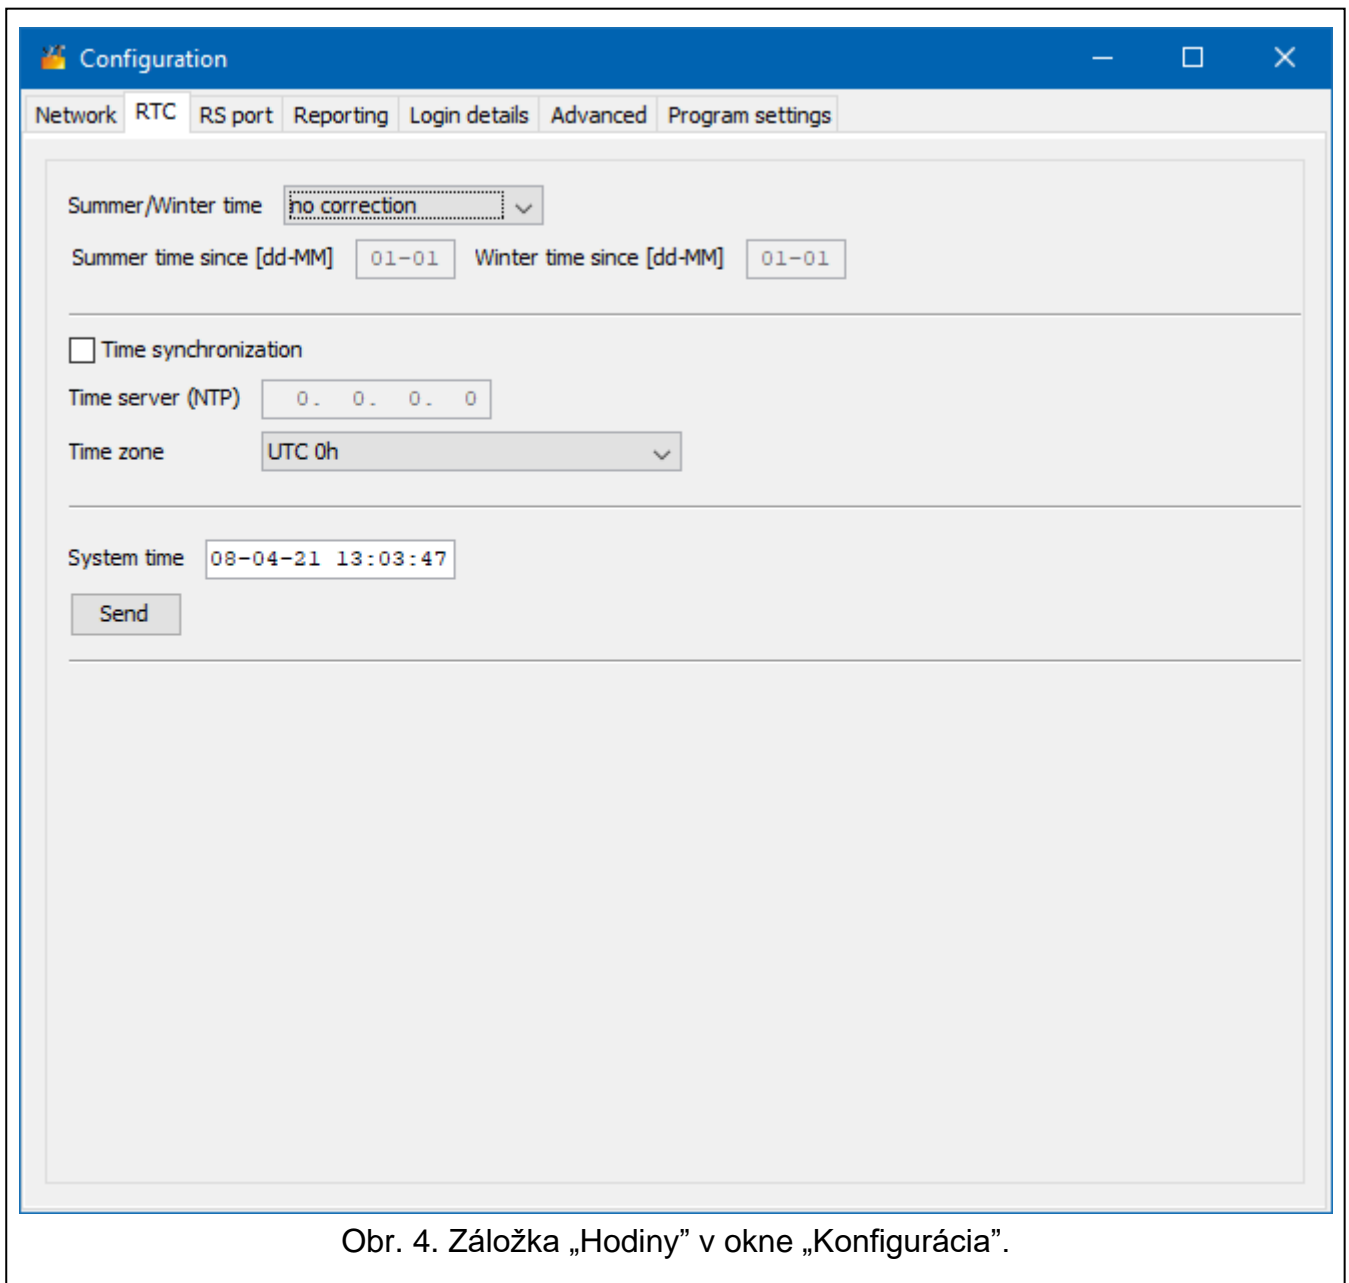 Configuration
Network RTC RS port Reporting Login details Advanced Program settings
Summer/Winter time no correction
Summer time since [dd-MM] 01-01 Winter time since [dd-MM] 01-01
Time synchronization
Time server (NTP) 0. 0. 0. 0
Time zone UTC 0h
System time 08-04-21 13:03:47
Send
Obr. 4. Záložka „Hodiny” v okne „Konfigurácia”.